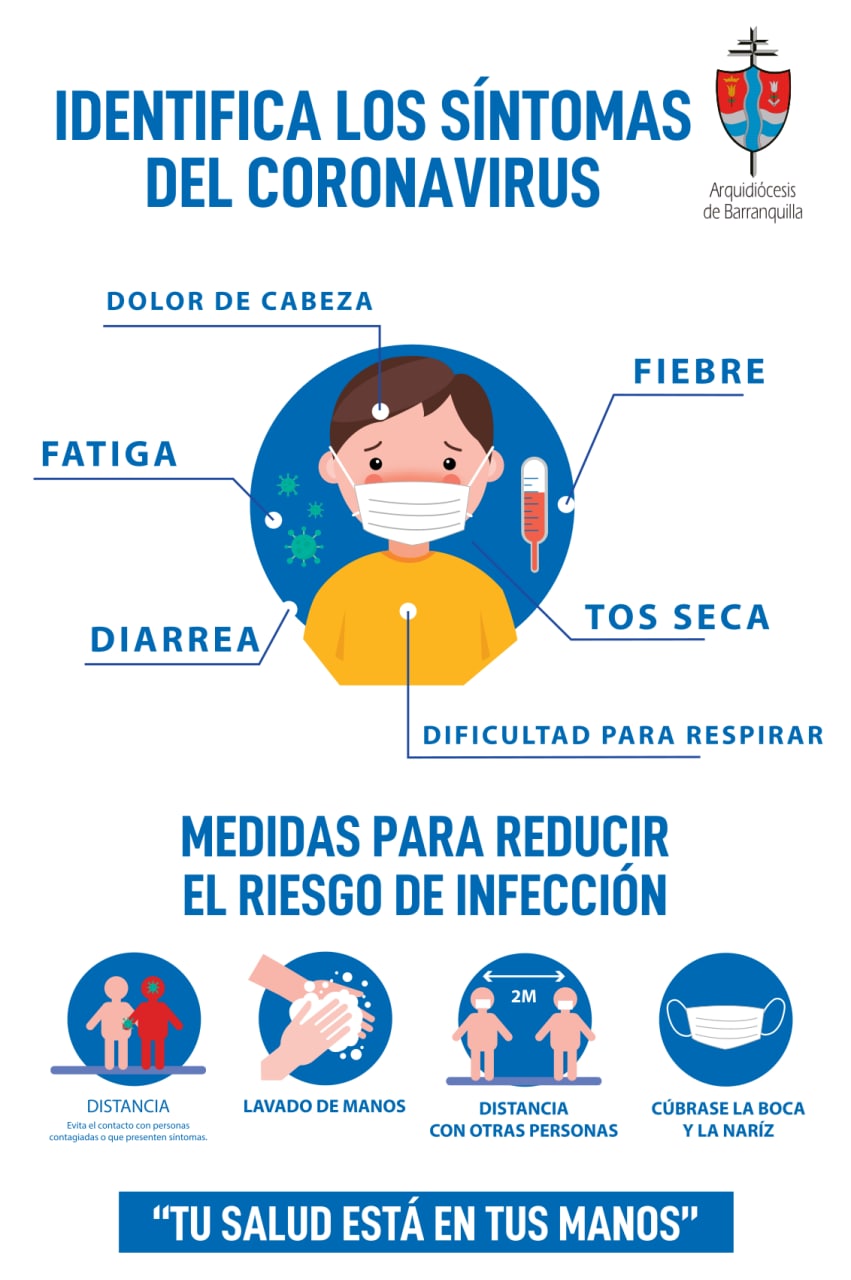 IDENTIFICA LOS SÍNTOMAS
DEL CORONAVIRUS
Arquidiócesis
de Barranquilla
DOLOR DE CABEZA
FIEBRE
FATIGA
TOS SECA
DIARREA
DIFICULTAD PARA RESPIRAR
MEDIDAS PARA REDUCIR
EL RIESGO DE INFECCIÓN
2M
DISTANCIA
Evita el contacto con personas
contagiadas o que presenten síntomas.
LAVADO DE MANOS
DISTANCIA
CON OTRAS PERSONAS
CÚBRASE LA BOCA
Y LA NARÍZ
“TU SALUD ESTÁ EN TUS MANOS”